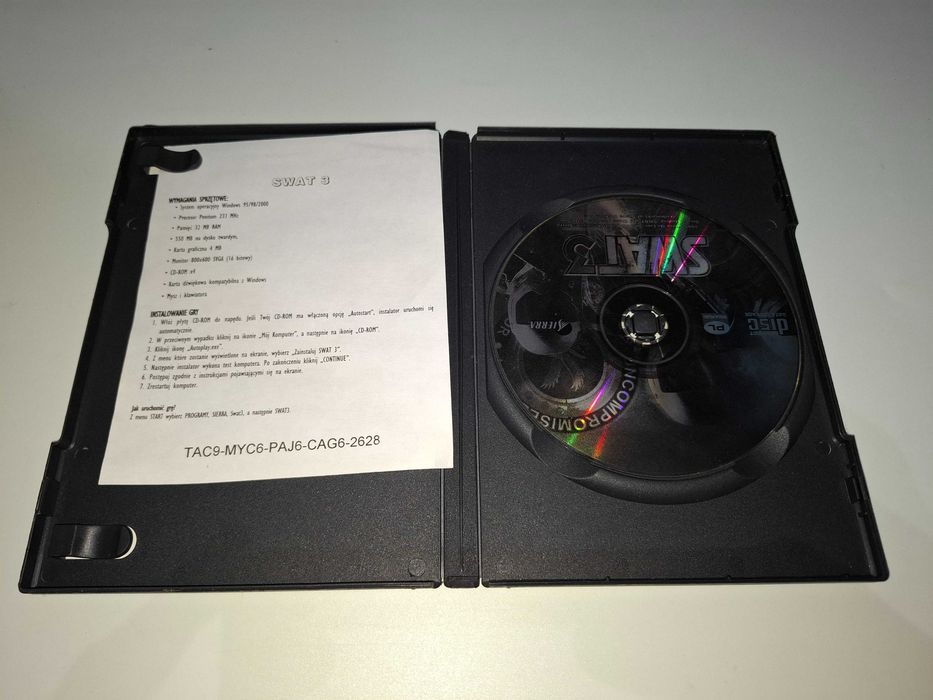 SWAT 3
WYMAGANIA SPRZĘTOWE:
• System operacyjny Windows 95/98/2000
• Procesor Pentium 233 MHz
• Pamięć 32 MB RAM
• 550 MB na dysku twardym,
• Karta graficzna 4 MB
• Monitor 800x600 SVGA (16 bitowy)
• CD-ROM x4
• Karta dźwiękowa kompatybilna z Windows
• Mysz i klawiatura
INSTALOWANIE GRY
1. Włóż płytę CD-ROM do napędu. Jeśli Twój CD-ROM ma włączoną opcję „Autostart", instalator uruchomi się
automatycznie.
2. W przeciwnym wypadku kliknij na ikonie „Mój Komputer", a następnie na ikonę „CD-ROM".
3. Kliknij ikonę „Autoplay.exe"
4. Z menu które zostanie wyświetlone na ekranie, wybierz „Zainstaluj SWAT 3".
5. Następnie instalator wykona test komputera. Po zakończeniu kliknij „CONTINUE".
6. Postępuj zgodnie z instrukcjami pojawiającymi się na ekranie.
7. Zrestartuj komputer.
Jak uruchomić grę?
Z menu START wybierz PROGRAMY, SIERRA, Swat3, a następnie SWAT3.
TAC9-MYC6-PAJ6-CAG6-2628
SWAT 3
SIERRA
PL
disc
UNCOMPROMISE